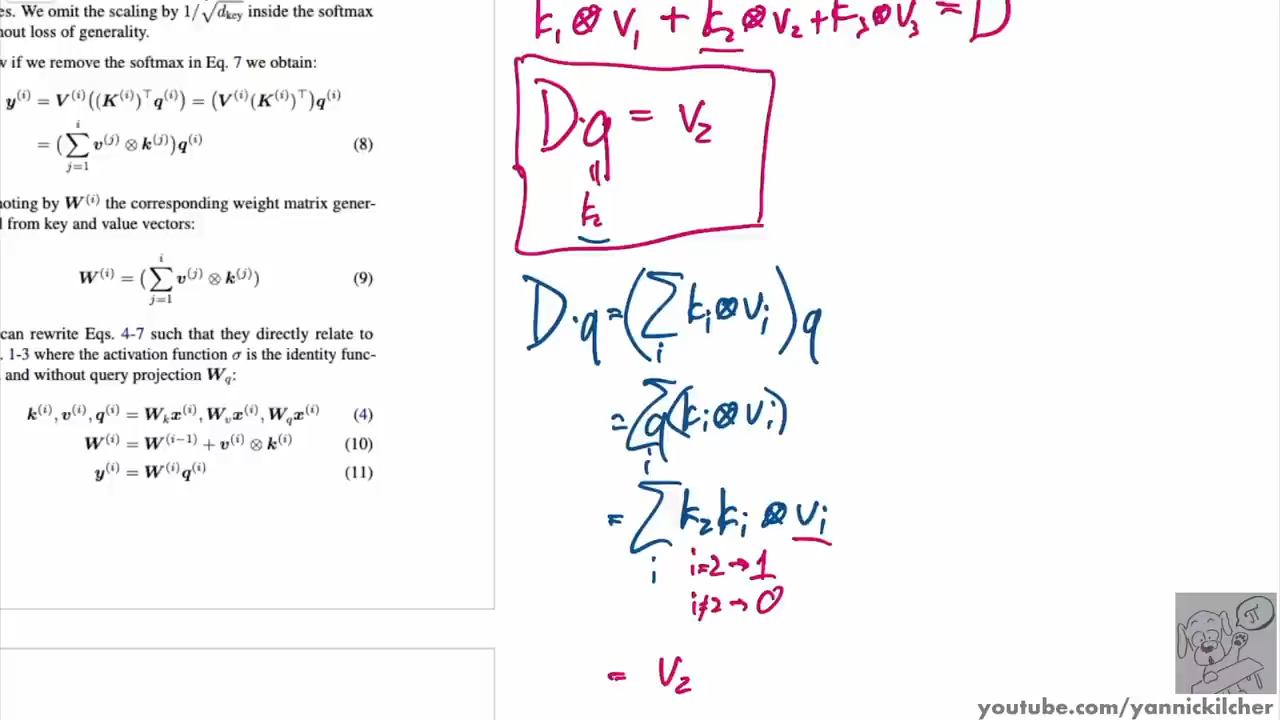 es. We omit the scaling by 1/√d_key inside the softmax
out loss of generality.
if we remove the softmax in Eq. 7 we obtain:
y^(i) = V^(i)((K^(i))^⊤ q^(i)) = (V^(i)(K^(i))^⊤)q^(i)
= (∑_{j=1}^{i} v^(j) ⊗ k^(j))q^(i) (8)
oting by W^(i) the corresponding weight matrix gener-
from key and value vectors:
W^(i) = (∑_{j=1}^{i} v^(j) ⊗ k^(j)) (9)
can rewrite Eqs. 4-7 such that they directly relate to
. 1-3 where the activation function σ is the identity func-
and without query projection W_q:
k^(i), v^(i), q^(i) = W_k x^(i), W_v x^(i), W_q x^(i) (4)
W^(i) = W^(i−1) + v^(i) ⊗ k^(i) (10)
y^(i) = W^(i) q^(i) (11)
k₁ ⊗ v₁ + k₂ ⊗ v₂ + k₃ ⊗ v₃ = D
D·q = v₂
=
k₂
D·q = (∑_i k_i ⊗ v_i) q
= ∑_i q(k_i ⊗ v_i)
= ∑_i k₂ k_i ⊗ v_i
i=2 → 1
i≠2 → 0
= v₂
π
youtube.com/yannickilcher